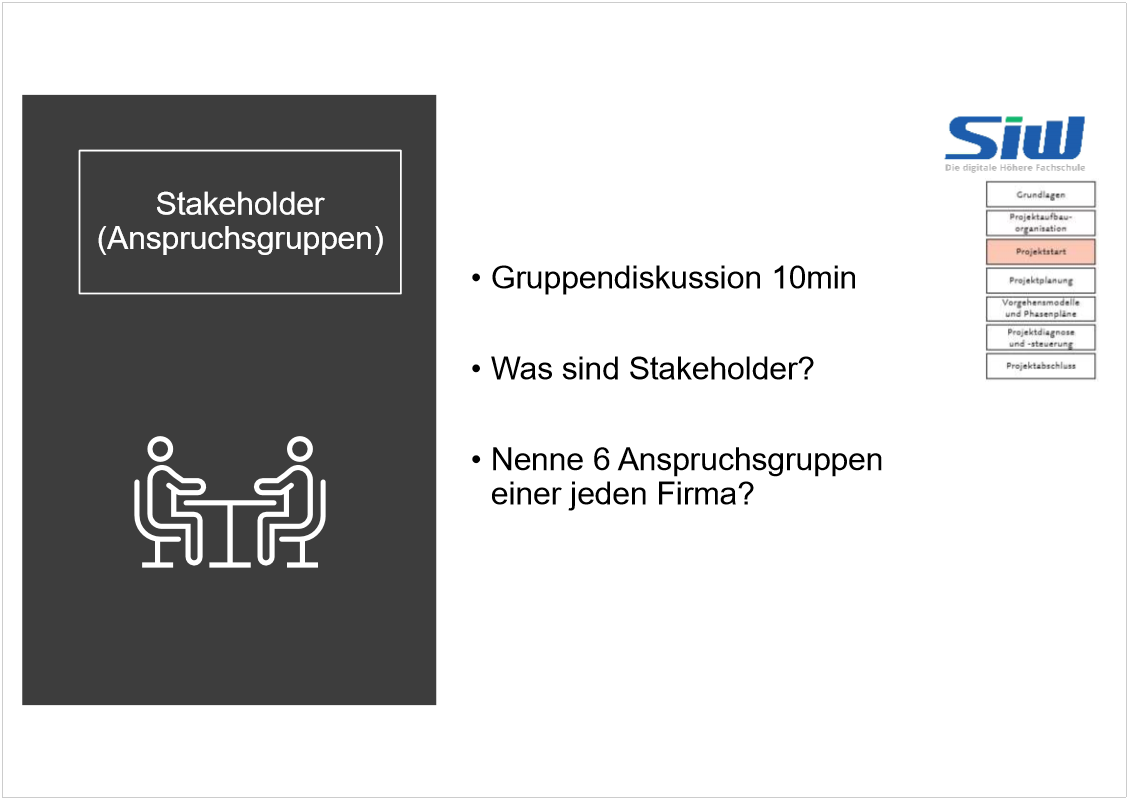 Stakeholder
(Anspruchsgruppen)
• Gruppendiskussion 10min
• Was sind Stakeholder?
• Nenne 6 Anspruchsgruppen
einer jeden Firma?
SiW
Die digitale Höhere Fachschule
Grundlagen
Projektaufbau-
organisation
Projektstart
Projektplanung
Vorgehensmodelle
und Phasenpläne
Projektdiagnose
und -steuerung
Projektabschluss